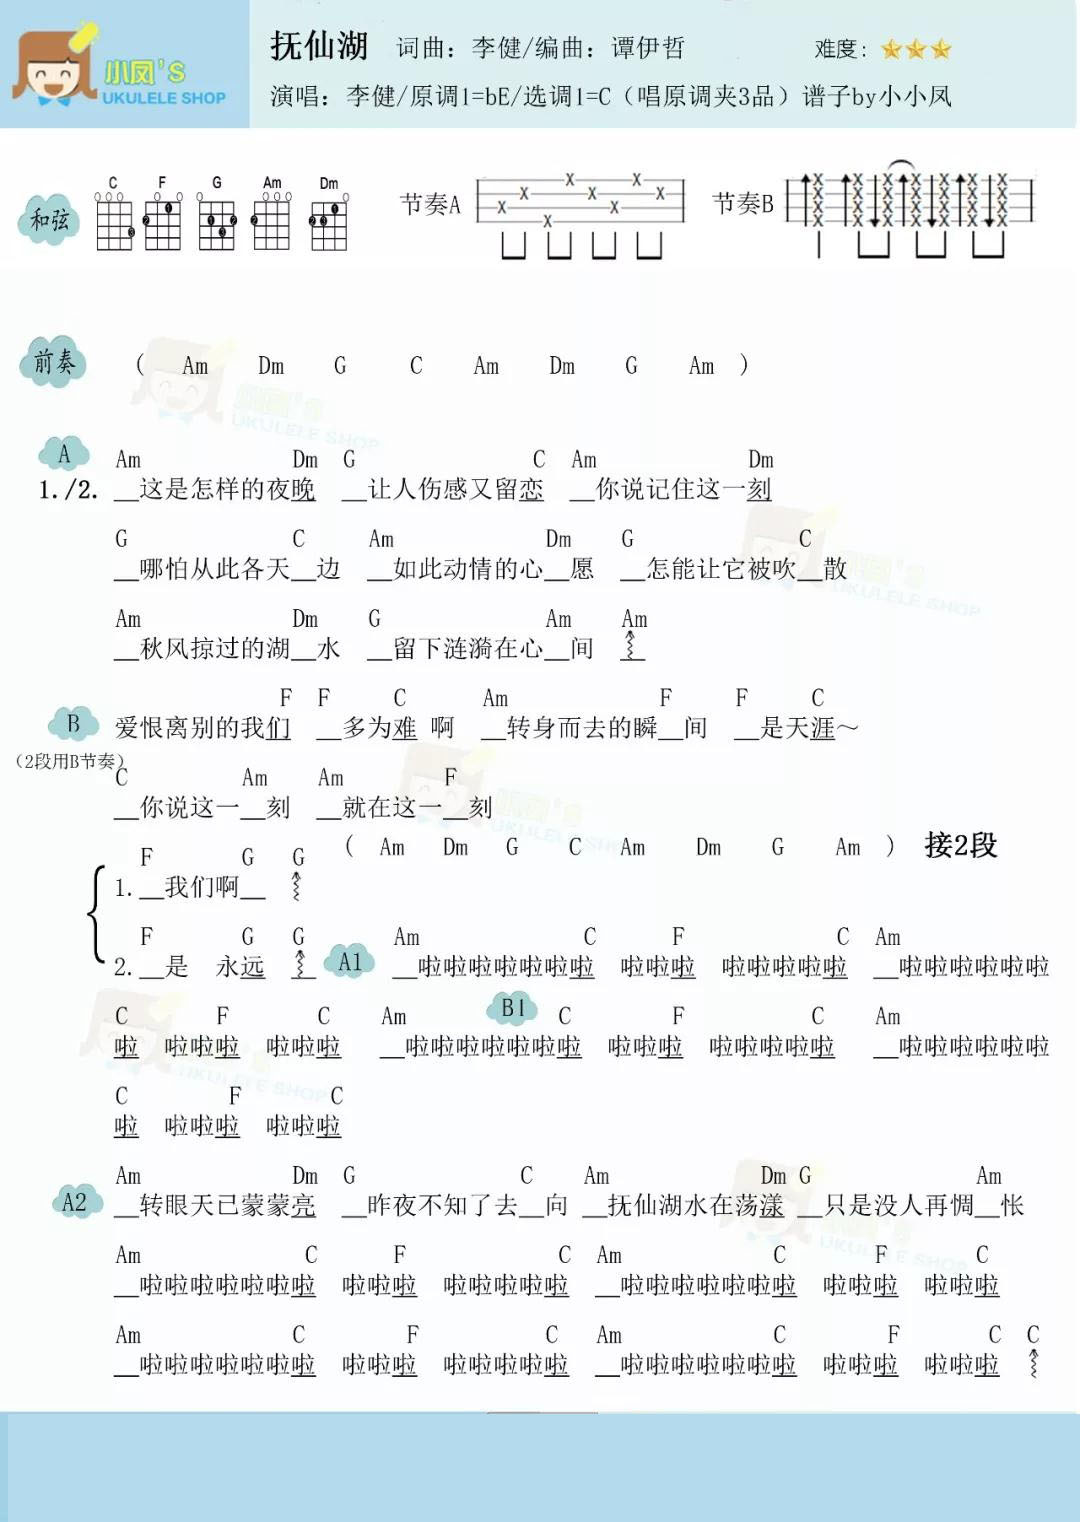 小凤's
UKULELE SHOP
抚仙湖 词曲：李健/编曲：谭伊哲 难度：
演唱：李健/原调1=bE/选调1=C（唱原调夹3品）谱子by小小凤
和弦 C F G Am Dm 节奏A 节奏B
前奏 ( Am Dm G C Am Dm G Am )
A
Am Dm G C Am Dm
1./2. __这是怎样的夜晚 __让人伤感又留恋 __你说记住这一刻
G C Am Dm G C
__哪怕从此各天__边 __如此动情的心__愿 __怎能让它被吹__散
Am Dm G Am Am
__秋风掠过的湖__水 __留下涟漪在心__间 __
F F C Am F F C
B 爱恨离别的我们 __多为难 啊 __转身而去的瞬__间 __是天涯～
（2段用B节奏）
C Am Am F
__你说这一__刻 __就在这一__刻
( Am Dm G C Am Dm G Am ) 接2段
F G G
1.__我们啊__
F G G Am C F C Am
2.__是 永远 __ A1 __啦啦啦啦啦啦啦 啦啦啦 啦啦啦啦啦 __啦啦啦啦啦啦
C F C Am B1 C F C Am
啦 啦啦啦 啦啦啦 __啦啦啦啦啦啦啦 啦啦啦 啦啦啦啦啦 __啦啦啦啦啦啦
C F C
啦 啦啦啦 啦啦啦
Am Dm G C Am Dm G Am
A2 __转眼天已蒙蒙亮 __昨夜不知了去__向 __抚仙湖水在荡漾 __只是没人再惆__怅
Am C F C Am C F C
__啦啦啦啦啦啦啦 啦啦啦 啦啦啦啦啦 __啦啦啦啦啦啦啦 啦啦啦 啦啦啦
Am C F C Am C F C C
__啦啦啦啦啦啦啦 啦啦啦 啦啦啦啦啦 __啦啦啦啦啦啦啦 啦啦啦 啦啦啦